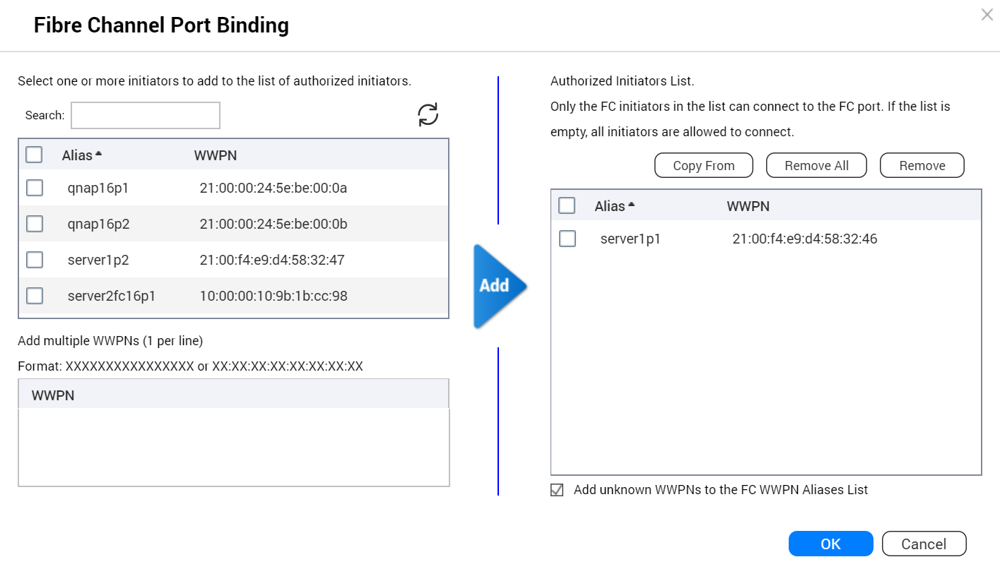 Fibre Channel Port Binding
Select one or more initiators to add to the list of authorized initiators.
Search:
Alias WWPN
qnap16p1 21:00:00:24:5e:be:00:0a
qnap16p2 21:00:00:24:5e:be:00:0b
server1p2 21:00:f4:e9:d4:58:32:47
server2fc16p1 10:00:00:10:9b:1b:cc:98
Add multiple WWPNs (1 per line)
Format: XXXXXXXXXXXXXXXX or XX:XX:XX:XX:XX:XX:XX:XX
WWPN
Add
Authorized Initiators List.
Only the FC initiators in the list can connect to the FC port. If the list is
empty, all initiators are allowed to connect.
Copy From Remove All Remove
Alias WWPN
server1p1 21:00:f4:e9:d4:58:32:46
Add unknown WWPNs to the FC WWPN Aliases List
OK Cancel